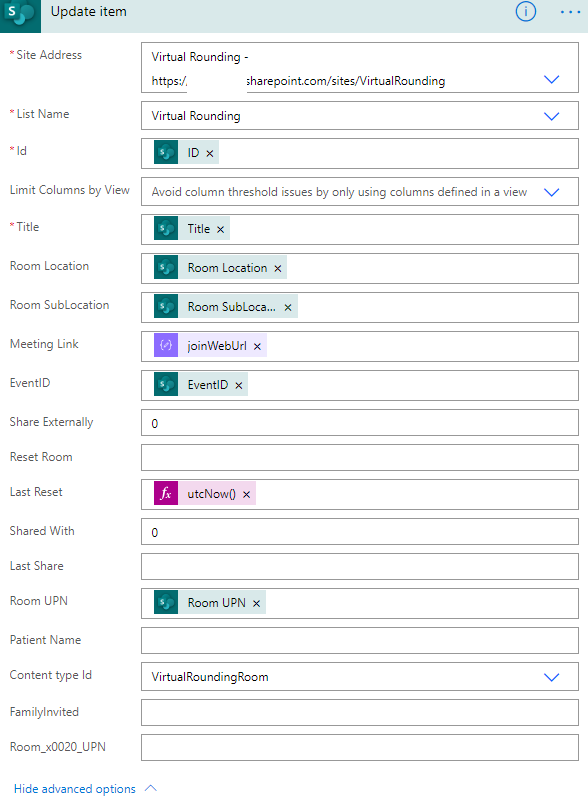 Update item
* Site Address
Virtual Rounding -
https:/, sharepoint.com/sites/VirtualRounding
* List Name
Virtual Rounding
* Id
ID ×
Limit Columns by View
Avoid column threshold issues by only using columns defined in a view
* Title
Title ×
Room Location
Room Location ×
Room SubLocation
Room SubLoca... ×
Meeting Link
joinWebUrl ×
EventID
EventID ×
Share Externally
0
Reset Room
Last Reset
fx utcNow() ×
Shared With
0
Last Share
Room UPN
Room UPN ×
Patient Name
Content type Id
VirtualRoundingRoom
FamilyInvited
Room_x0020_UPN
Hide advanced options